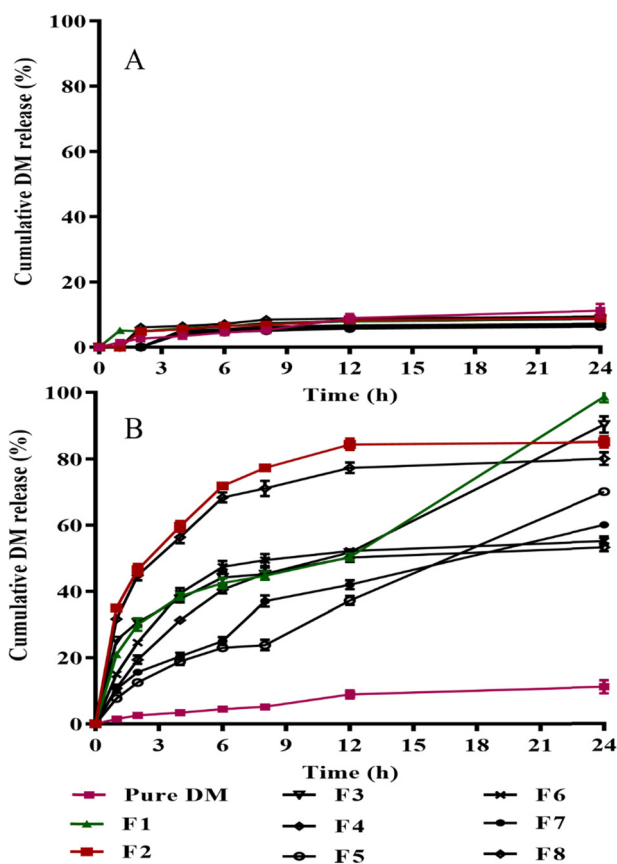 A
Cumulative DM release (%)
100
80
60
40
20
0
0 3 6 9 12 15 18 21 24
Time (h)
B
Cumulative DM release (%)
100
80
60
40
20
0
0 3 6 9 12 15 18 21 24
Time (h)
Pure DM F3 F6
F1 F4 F7
F2 F5 F8